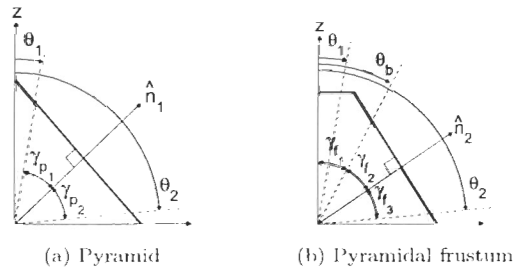 z
θ₁
n̂₁
γp₁
γp₂
θ₂
(a) Pyramid
z
θ₁
θb
n̂₂
γf₁
γf₂
γf₃
θ₂
(b) Pyramidal frustum